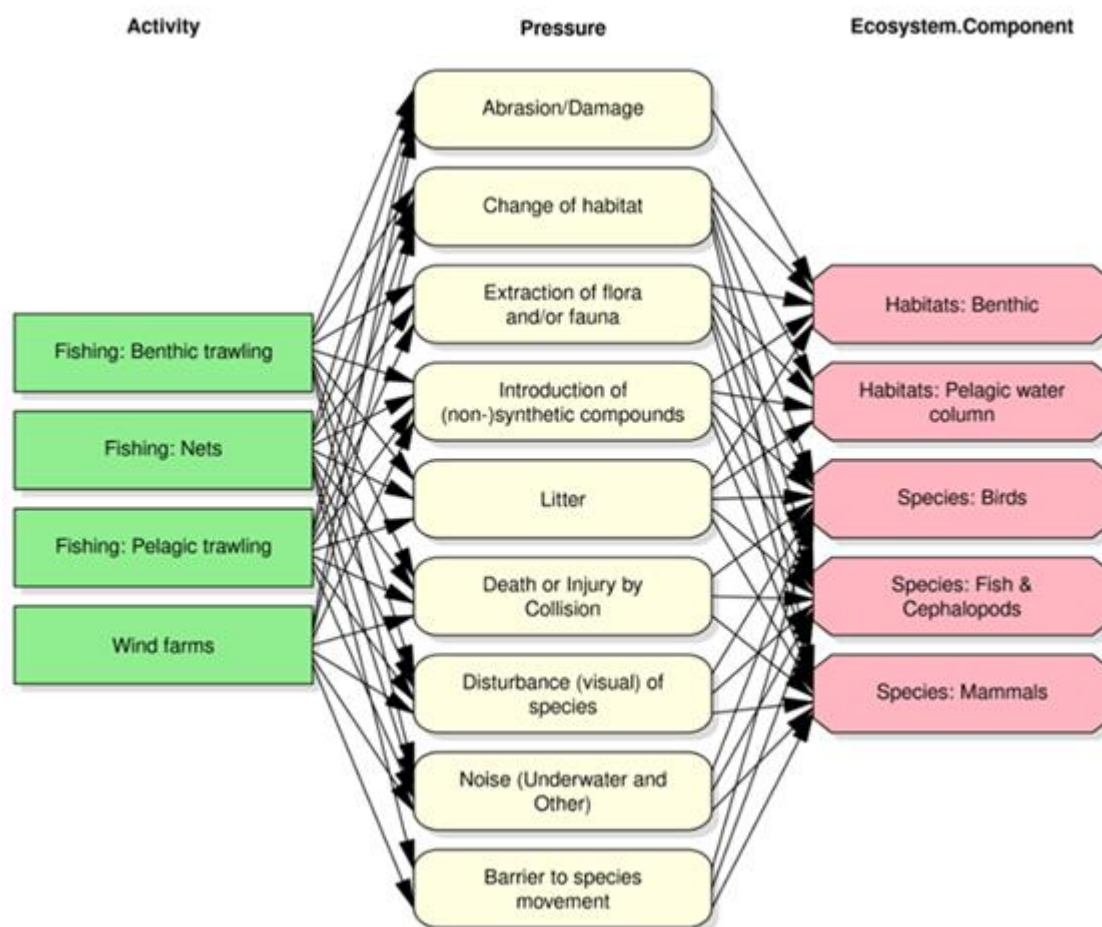 Activity
Pressure
Ecosystem.Component
Fishing: Benthic trawling
Fishing: Nets
Fishing: Pelagic trawling
Wind farms
Abrasion/Damage
Change of habitat
Extraction of flora
and/or fauna
Introduction of
(non-)synthetic compounds
Litter
Death or Injury by
Collision
Disturbance (visual) of
species
Noise (Underwater and
Other)
Barrier to species
movement
Habitats: Benthic
Habitats: Pelagic water
column
Species: Birds
Species: Fish &
Cephalopods
Species: Mammals